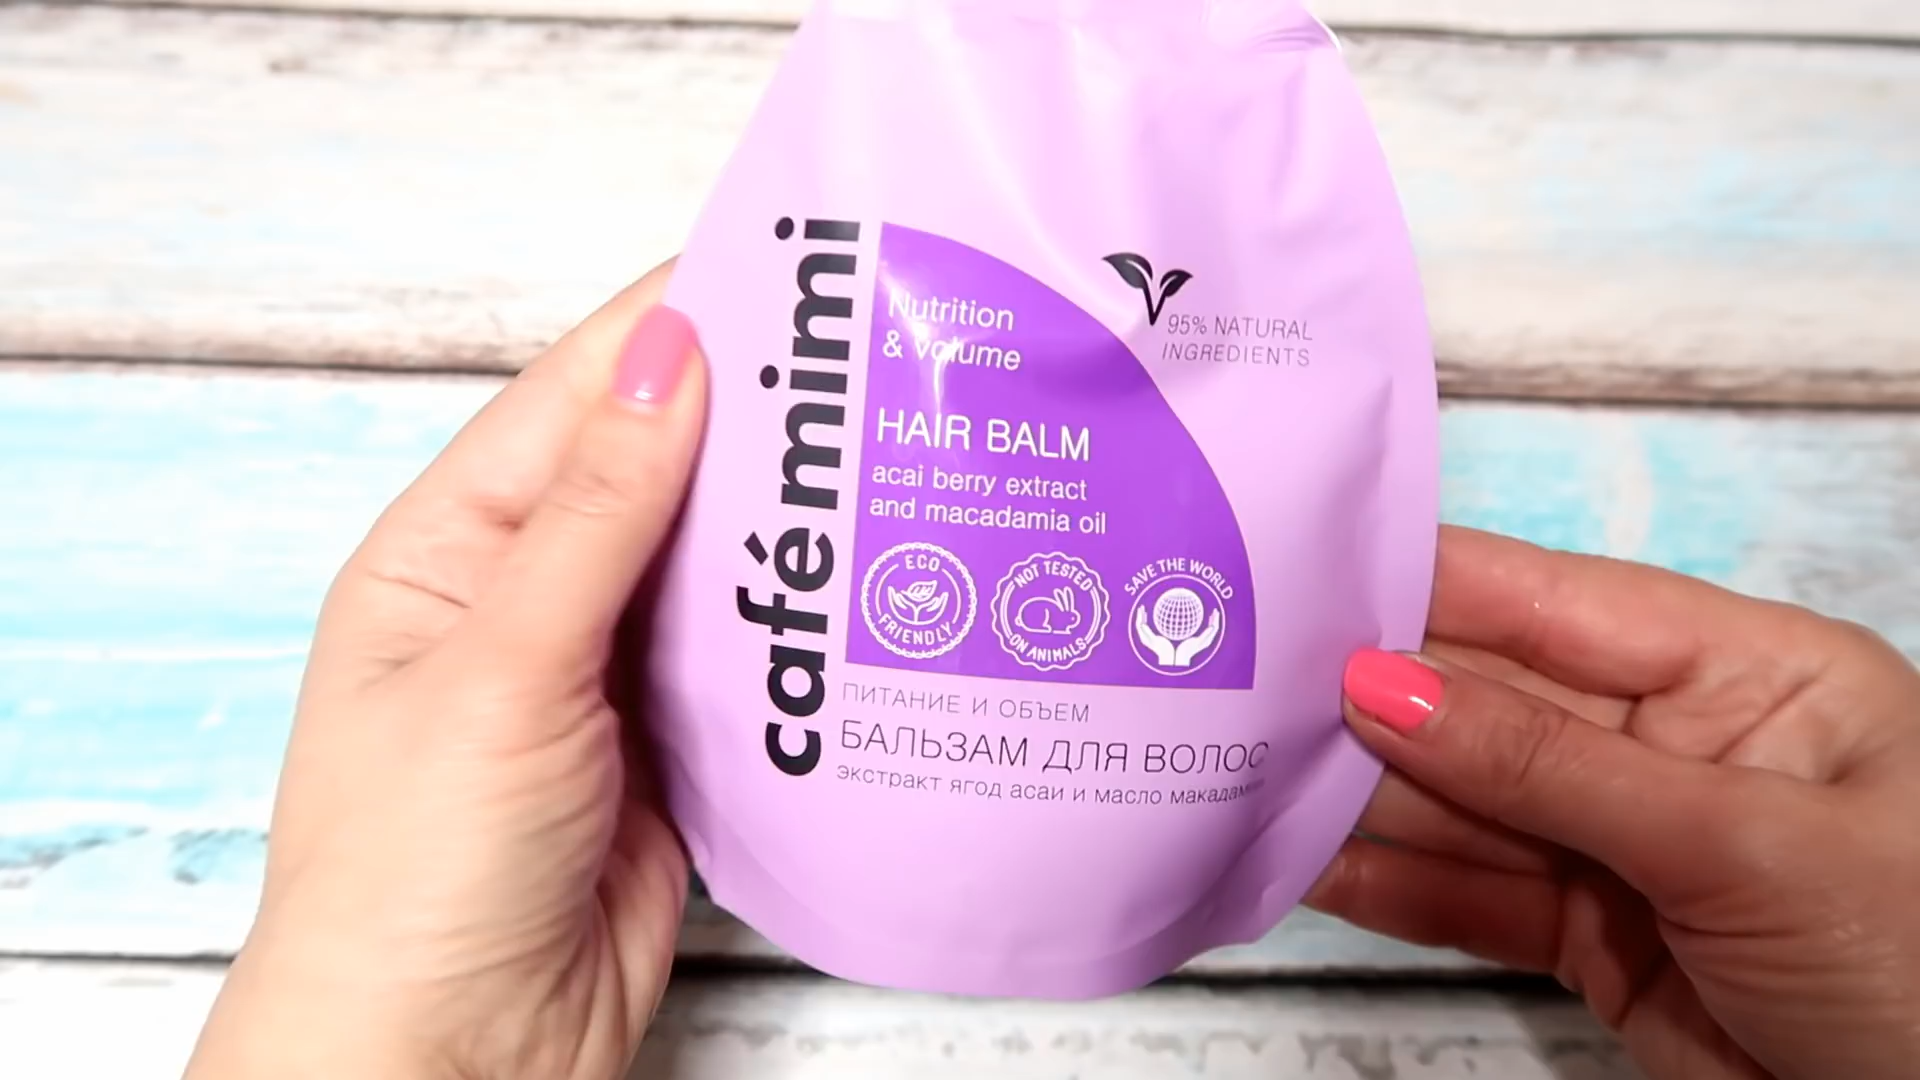 café mimi
Nutrition
& volume
95% NATURAL
INGREDIENTS
HAIR BALM
acai berry extract
and macadamia oil
ECO
FRIENDLY
NOT TESTED
ON ANIMALS
SAVE THE WORLD
ПИТАНИЕ И ОБЪЕМ
БАЛЬЗАМ ДЛЯ ВОЛОС
экстракт ягод асаи и масло